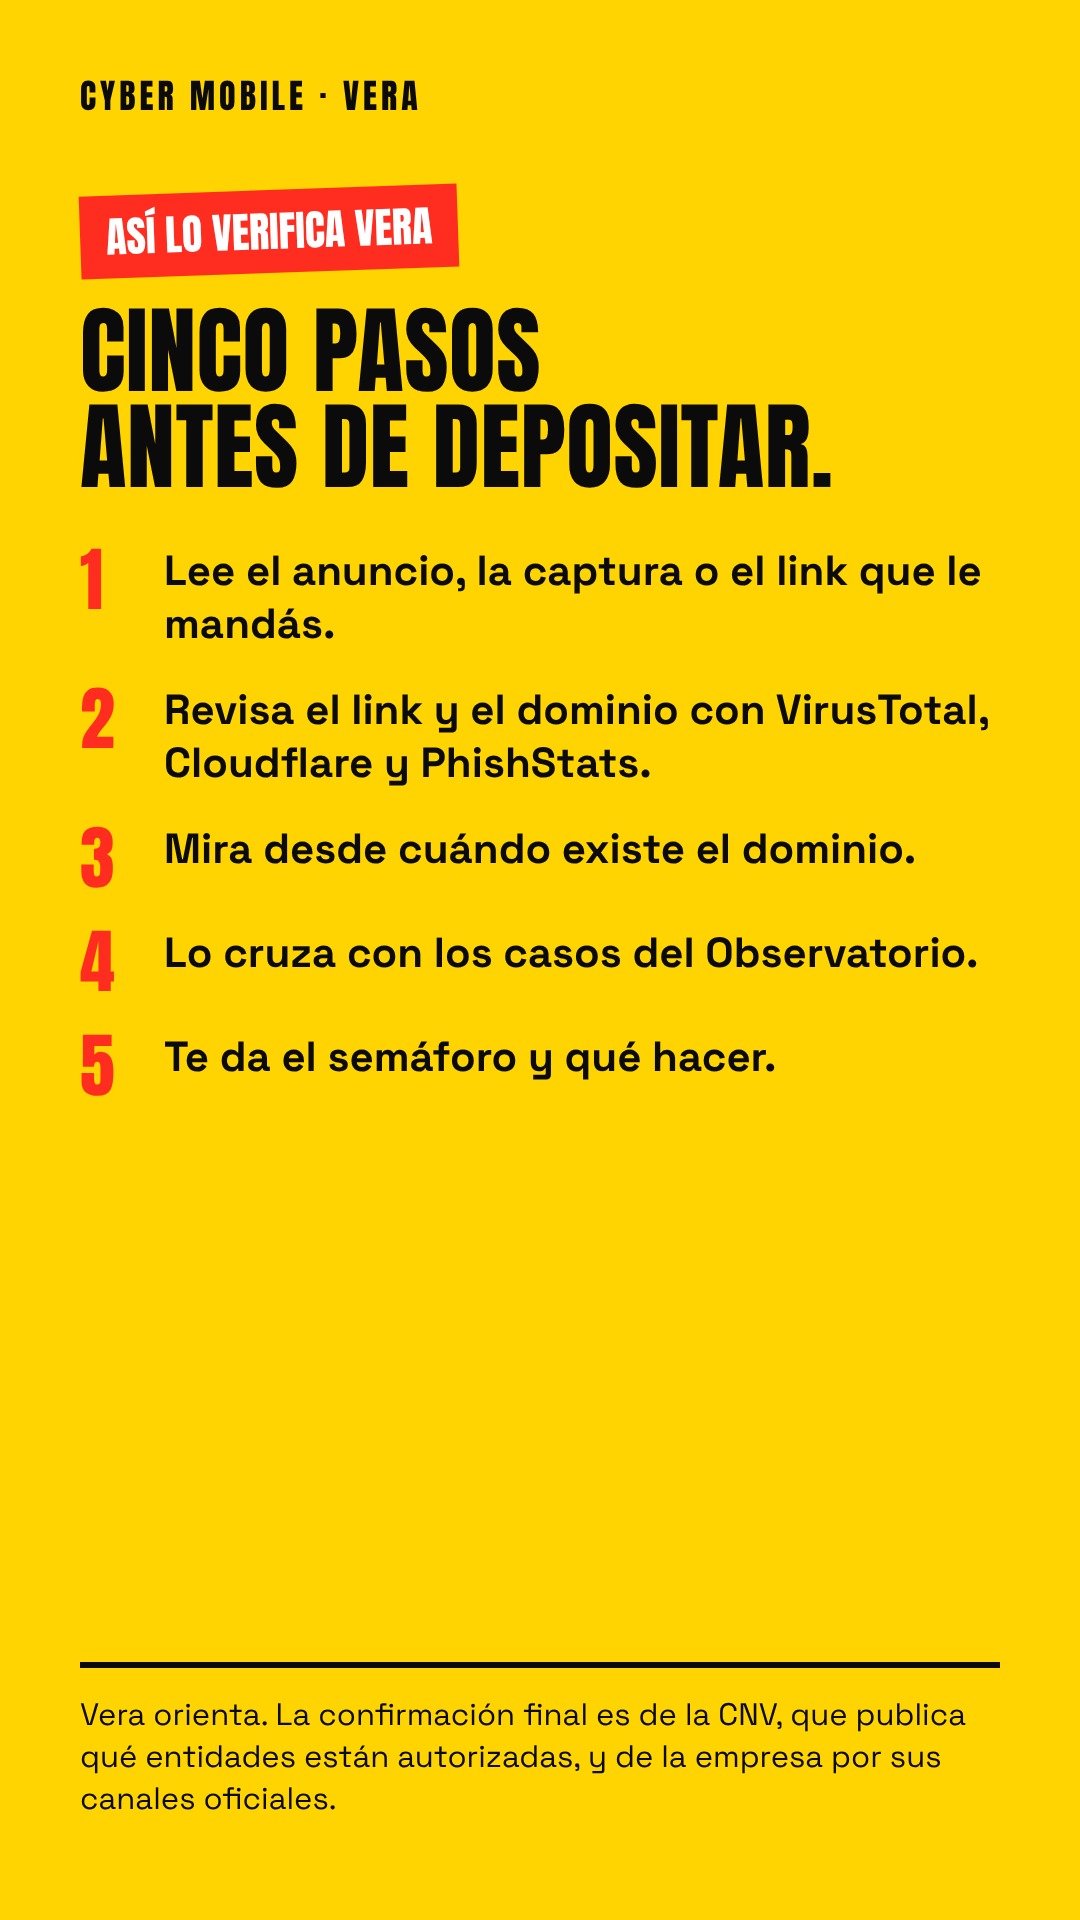 CYBER MOBILE · VERA
ASÍ LO VERIFICA VERA
CINCO PASOS
ANTES DE DEPOSITAR.
1 Lee el anuncio, la captura o el link que le
mandás.
2 Revisa el link y el dominio con VirusTotal,
Cloudflare y PhishStats.
3 Mira desde cuándo existe el dominio.
4 Lo cruza con los casos del Observatorio.
5 Te da el semáforo y qué hacer.
Vera orienta. La confirmación final es de la CNV, que publica
qué entidades están autorizadas, y de la empresa por sus
canales oficiales.